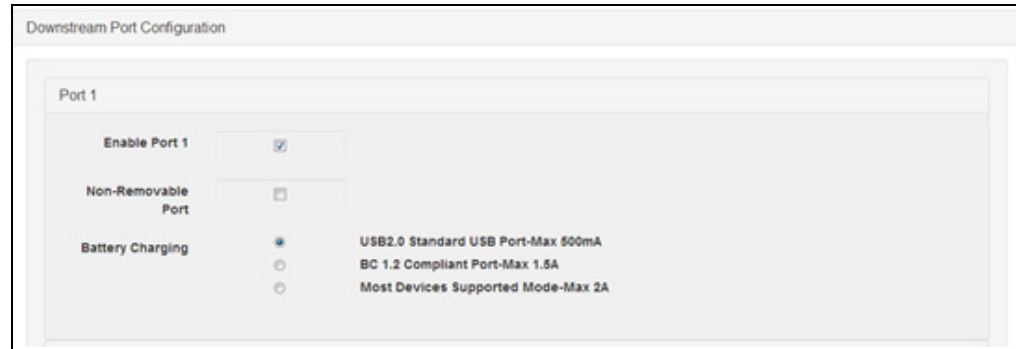 Downstream Port Configuration
Port 1
Enable Port 1
Non-Removable
Port
Battery Charging
USB2.0 Standard USB Port-Max 500mA
BC 1.2 Compliant Port-Max 1.5A
Most Devices Supported Mode-Max 2A